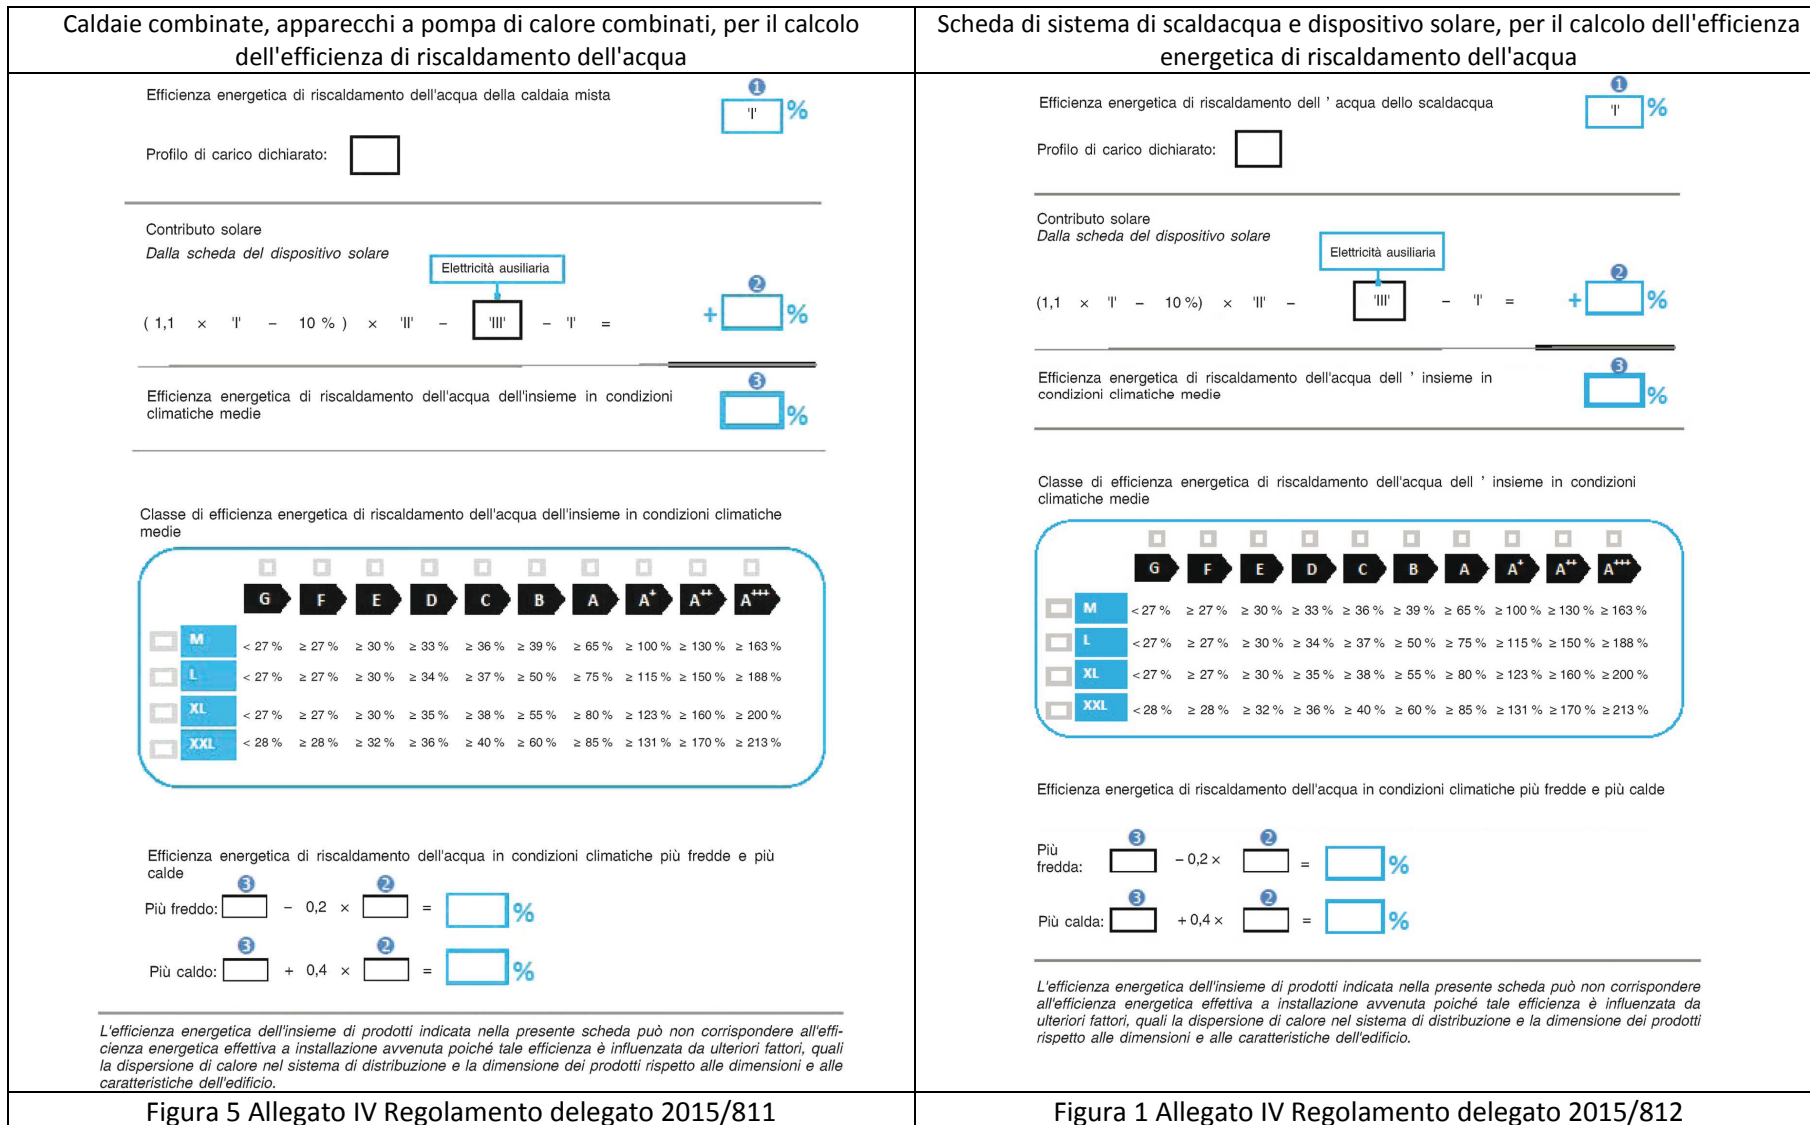 Caldaie combinate, apparecchi a pompa di calore combinati, per il calcolo
dell'efficienza di riscaldamento dell'acqua
Efficienza energetica di riscaldamento dell'acqua della caldaia mista
❶
'I' %
Profilo di carico dichiarato:
Contributo solare
Dalla scheda del dispositivo solare
Elettricità ausiliaria
❷
( 1,1 × 'I' – 10 % ) × 'II' – 'III' – 'I' = + %
❸
Efficienza energetica di riscaldamento dell'acqua dell'insieme in condizioni
climatiche medie
%
Classe di efficienza energetica di riscaldamento dell'acqua dell'insieme in condizioni climatiche
medie
G F E D C B A A+ A++ A+++
M < 27 % ≥ 27 % ≥ 30 % ≥ 33 % ≥ 36 % ≥ 39 % ≥ 65 % ≥ 100 % ≥ 130 % ≥ 163 %
L < 27 % ≥ 27 % ≥ 30 % ≥ 34 % ≥ 37 % ≥ 50 % ≥ 75 % ≥ 115 % ≥ 150 % ≥ 188 %
XL < 27 % ≥ 27 % ≥ 30 % ≥ 35 % ≥ 38 % ≥ 55 % ≥ 80 % ≥ 123 % ≥ 160 % ≥ 200 %
XXL < 28 % ≥ 28 % ≥ 32 % ≥ 36 % ≥ 40 % ≥ 60 % ≥ 85 % ≥ 131 % ≥ 170 % ≥ 213 %
Efficienza energetica di riscaldamento dell'acqua in condizioni climatiche più fredde e più
calde
❸ ❷
Più freddo: – 0,2 × = %
❸ ❷
Più caldo: + 0,4 × = %
L'efficienza energetica dell'insieme di prodotti indicata nella presente scheda può non corrispondere all'effi-
cienza energetica effettiva a installazione avvenuta poiché tale efficienza è influenzata da ulteriori fattori, quali
la dispersione di calore nel sistema di distribuzione e la dimensione dei prodotti rispetto alle dimensioni e alle
caratteristiche dell'edificio.
Figura 5 Allegato IV Regolamento delegato 2015/811
Scheda di sistema di scaldacqua e dispositivo solare, per il calcolo dell'efficienza
energetica di riscaldamento dell'acqua
❶
Efficienza energetica di riscaldamento dell ' acqua dello scaldacqua
'I' %
Profilo di carico dichiarato:
Contributo solare
Dalla scheda del dispositivo solare
Elettricità ausiliaria
❷
(1,1 × 'I' – 10 %) × 'II' – 'III' – 'I' = + %
❸
Efficienza energetica di riscaldamento dell'acqua dell ' insieme in
condizioni climatiche medie
%
Classe di efficienza energetica di riscaldamento dell'acqua dell ' insieme in condizioni
climatiche medie
G F E D C B A A+ A++ A+++
M < 27 % ≥ 27 % ≥ 30 % ≥ 33 % ≥ 36 % ≥ 39 % ≥ 65 % ≥ 100 % ≥ 130 % ≥ 163 %
L < 27 % ≥ 27 % ≥ 30 % ≥ 34 % ≥ 37 % ≥ 50 % ≥ 75 % ≥ 115 % ≥ 150 % ≥ 188 %
XL < 27 % ≥ 27 % ≥ 30 % ≥ 35 % ≥ 38 % ≥ 55 % ≥ 80 % ≥ 123 % ≥ 160 % ≥ 200 %
XXL < 28 % ≥ 28 % ≥ 32 % ≥ 36 % ≥ 40 % ≥ 60 % ≥ 85 % ≥ 131 % ≥ 170 % ≥ 213 %
Efficienza energetica di riscaldamento dell'acqua in condizioni climatiche più fredde e più calde
❸ ❷
Più
fredda: – 0,2 × = %
❸ ❷
Più calda: + 0,4 × = %
L'efficienza energetica dell'insieme di prodotti indicata nella presente scheda può non corrispondere
all'efficienza energetica effettiva a installazione avvenuta poiché tale efficienza è influenzata da
ulteriori fattori, quali la dispersione di calore nel sistema di distribuzione e la dimensione dei prodotti
rispetto alle dimensioni e alle caratteristiche dell'edificio.
Figura 1 Allegato IV Regolamento delegato 2015/812